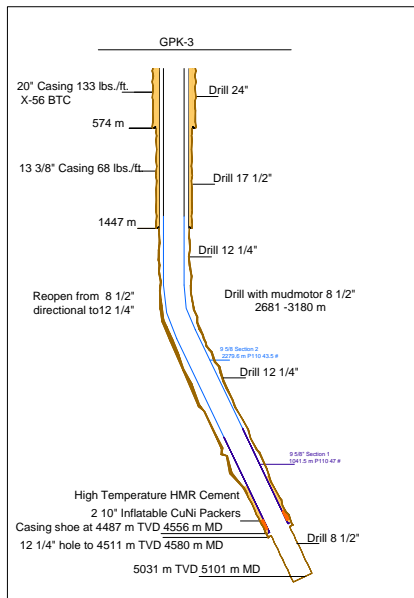 GPK-3
20" Casing 133 lbs./ft.
X-56 BTC
Drill 24"
574 m
13 3/8" Casing 68 lbs./ft.
Drill 17 1/2"
1447 m
Drill 12 1/4"
Reopen from 8 1/2"
directional to12 1/4"
Drill with mudmotor 8 1/2"
2681 -3180 m
9 5/8 Section 2
2279.6 m P110 43.5 #
Drill 12 1/4"
9 5/8" Section 1
1041.5 m P110 47 #
High Temperature HMR Cement
2 10" Inflatable CuNi Packers
Casing shoe at 4487 m TVD 4556 m MD
12 1/4" hole to 4511 m TVD 4580 m MD
Drill 8 1/2"
5031 m TVD 5101 m MD